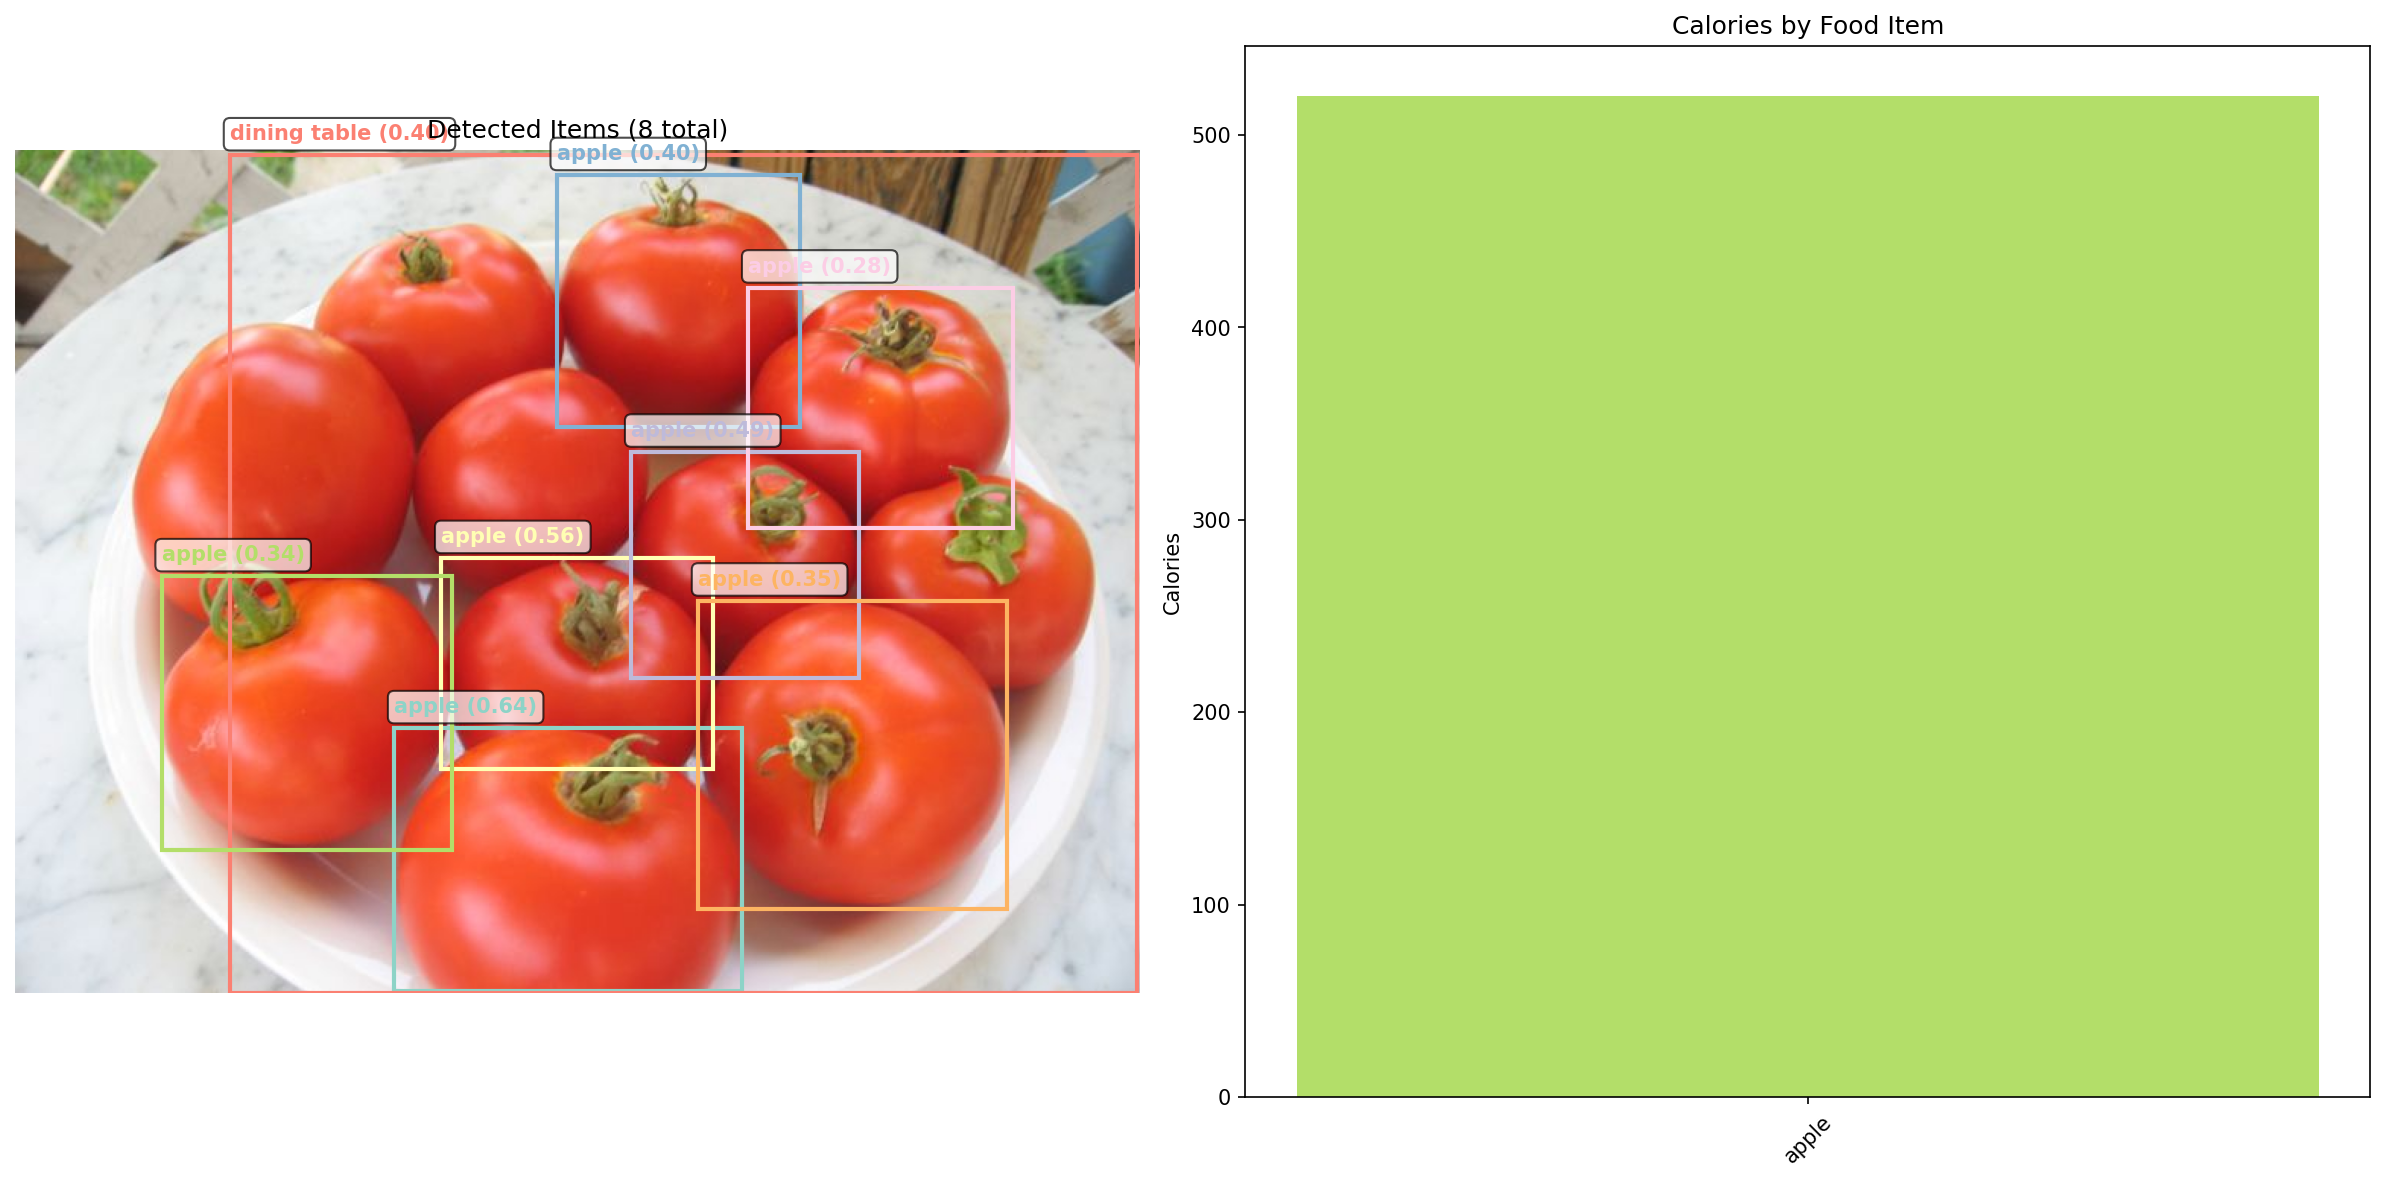 Detected Items (8 total)
dining table (0.40)
apple (0.40)
apple (0.28)
apple (0.49)
apple (0.34)
apple (0.56)
apple (0.35)
apple (0.64)
Calories by Food Item
Calories
500
400
300
200
100
0
apple